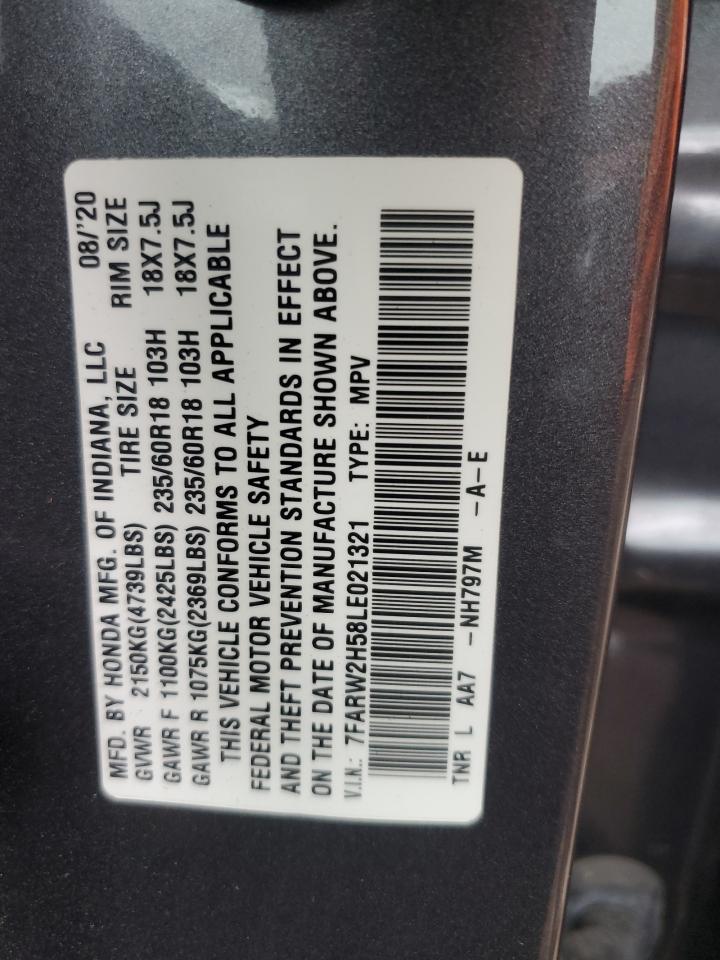 MFD. BY HONDA MFG. OF INDIANA, LLC 08/'20
GVWR 2150KG(4739LBS) TIRE SIZE RIM SIZE
GAWR F 1100KG(2425LBS) 235/60R18 103H 18X7.5J
GAWR R 1075KG(2369LBS) 235/60R18 103H 18X7.5J
THIS VEHICLE CONFORMS TO ALL APPLICABLE
FEDERAL MOTOR VEHICLE SAFETY
AND THEFT PREVENTION STANDARDS IN EFFECT
ON THE DATE OF MANUFACTURE SHOWN ABOVE.
V.I.N.: 7FARW2H58LE021321 TYPE: MPV
TNR L AA7 -NH797M -A-E